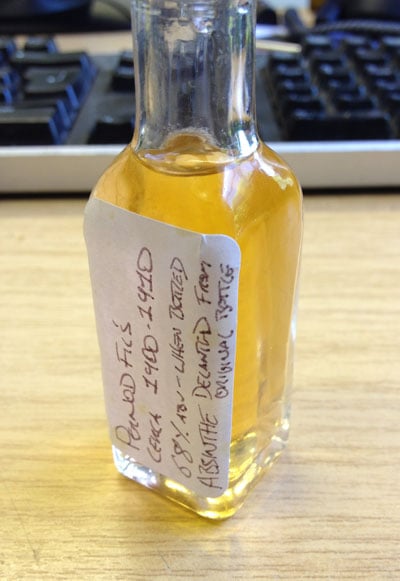 PERNOD FILS
CIRCA 1900-1910
68% ABV - WHEN BOTTLED
ABSINTHE DECANTED FROM
ORIGINAL BOTTLE